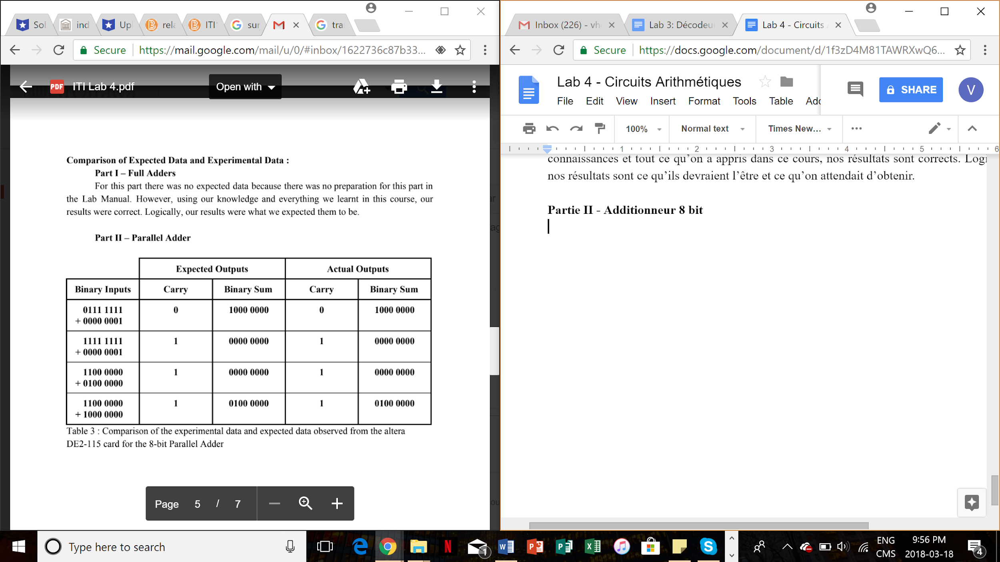 Sol
ind
Up
rela
ITI
sur
tra
Secure https://mail.google.com/mail/u/0/#inbox/1622736c87b33...
PDF ITI Lab 4.pdf Open with
Comparison of Expected Data and Experimental Data :
Part I – Full Adders
For this part there was no expected data because there was no preparation for this part in
the Lab Manual. However, using our knowledge and everything we learnt in this course, our
results were correct. Logically, our results were what we expected them to be.
Part II – Parallel Adder
Expected Outputs Actual Outputs
Binary Inputs Carry Binary Sum Carry Binary Sum
0111 1111 0 1000 0000 0 1000 0000
+ 0000 0001
1111 1111 1 0000 0000 1 0000 0000
+ 0000 0001
1100 0000 1 0000 0000 1 0000 0000
+ 0100 0000
1100 0000 1 0100 0000 1 0100 0000
+ 1000 0000
Table 3 : Comparison of the experimental data and expected data observed from the altera
DE2-115 card for the 8-bit Parallel Adder
Page 5 / 7
Inbox (226) - vh
Lab 3: Décodeu
Lab 4 - Circuits
Secure https://docs.google.com/document/d/1f3zD4M81TAWRXwQ6...
Lab 4 - Circuits Arithmétiques
File Edit View Insert Format Tools Table Add
SHARE
V
100% Normal text Times New...
1 2 3 4 5 6
connaissances et tout ce qu’on a appris dans ce cours, nos résultats sont corrects. Logi
nos résultats sont ce qu’ils devraient l’être et ce qu’on attendait d’obtenir.
Partie II - Additionneur 8 bit
Type here to search
1
ENG
CMS
9:56 PM
2018-03-18
4